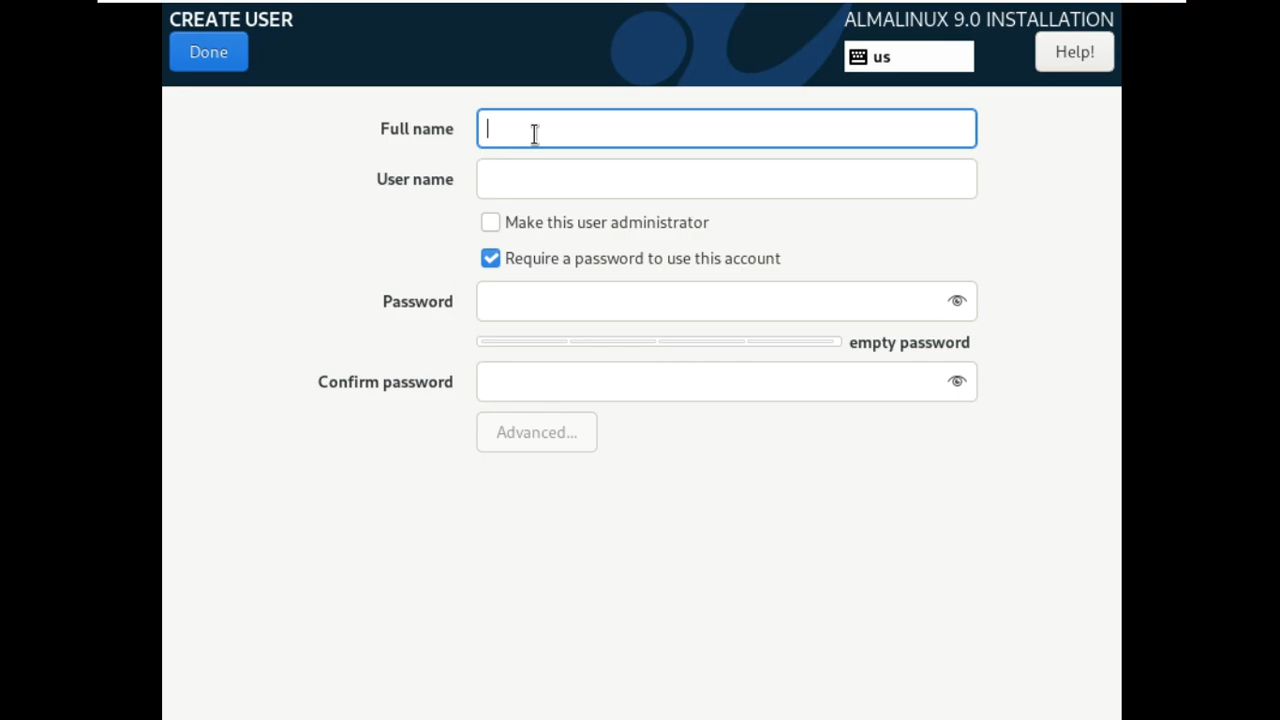 CREATE USER
ALMALINUX 9.0 INSTALLATION
Done
us
Help!
Full name
User name
Make this user administrator
Require a password to use this account
Password
empty password
Confirm password
Advanced...